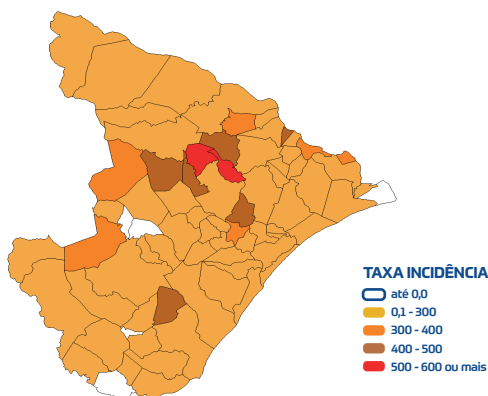 TAXA INCIDÊNCIA
até 0,0
0,1 - 300
300 - 400
400 - 500
500 - 600 ou mais